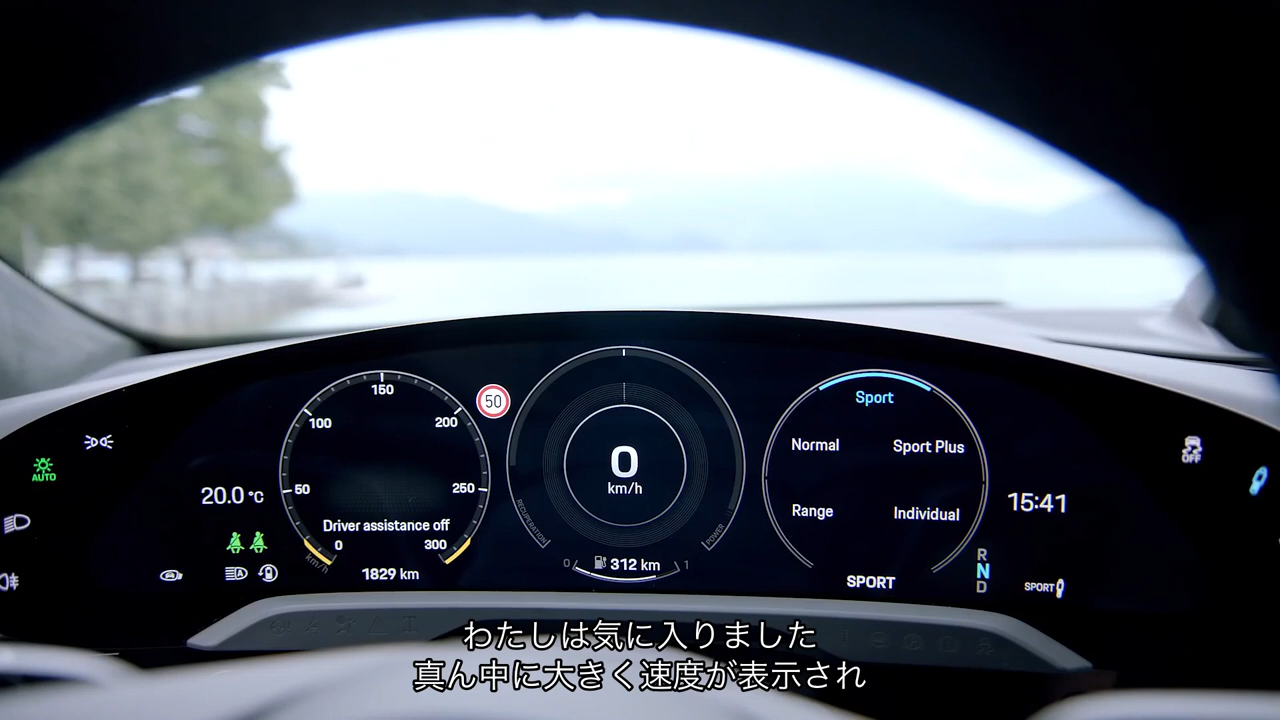 AUTO
20.0 °C
0
50
100
150
200
250
300
km/h
Driver assistance off
1829 km
50
0
km/h
RECUPERATION
POWER
0
312 km
1
Sport
Normal
Sport Plus
Range
Individual
SPORT
15:41
R
N
D
SPORT
OFF
わたしは気に入りました
真ん中に大きく速度が表示され